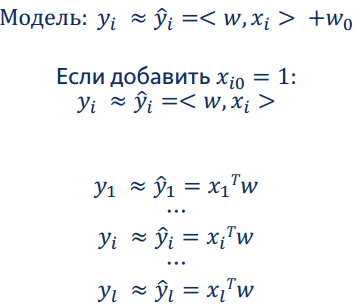 Модель: yᵢ ≈ ŷᵢ =< w, xᵢ > +w₀
Если добавить xᵢ₀ = 1:
yᵢ ≈ ŷᵢ =< w, xᵢ >
y₁ ≈ ŷ₁ = x₁ᵀw
...
yᵢ ≈ ŷᵢ = xᵢᵀw
...
yₗ ≈ ŷₗ = xₗᵀw